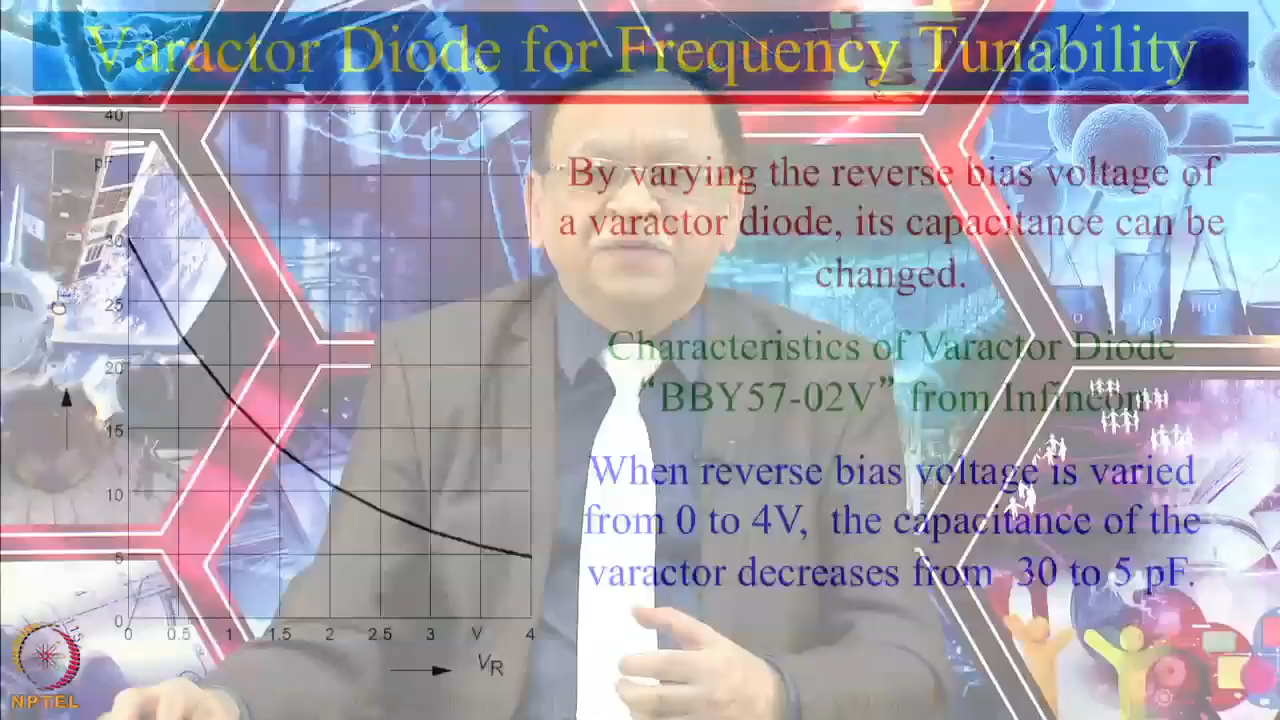 Varactor Diode for Frequency Tunability
By varying the reverse bias voltage of
a varactor diode, its capacitance can be
changed.
Characteristics of Varactor Diode
“BBY57-02V” from Infineon
When reverse bias voltage is varied
from 0 to 4V, the capacitance of the
varactor decreases from 30 to 5 pF.
40
pF
30
25
20
15
10
5
0
0 0.5 1 1.5 2 2.5 3 V 4
VR
H2O
NPTEL